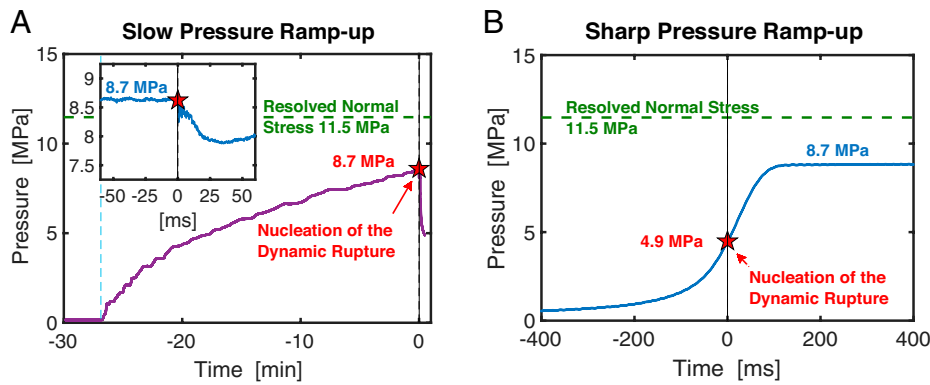 A
Slow Pressure Ramp-up
15
10
5
0
Pressure [MPa]
-30
-20
-10
0
Time [min]
9
8.5
8
7.5
8.7 MPa
-50
-25
0
25
50
[ms]
Resolved Normal
Stress 11.5 MPa
8.7 MPa
Nucleation of the
Dynamic Rupture
B
Sharp Pressure Ramp-up
15
10
5
0
Pressure [MPa]
-400
-200
0
200
400
Time [ms]
Resolved Normal Stress
11.5 MPa
8.7 MPa
4.9 MPa
Nucleation of the
Dynamic Rupture